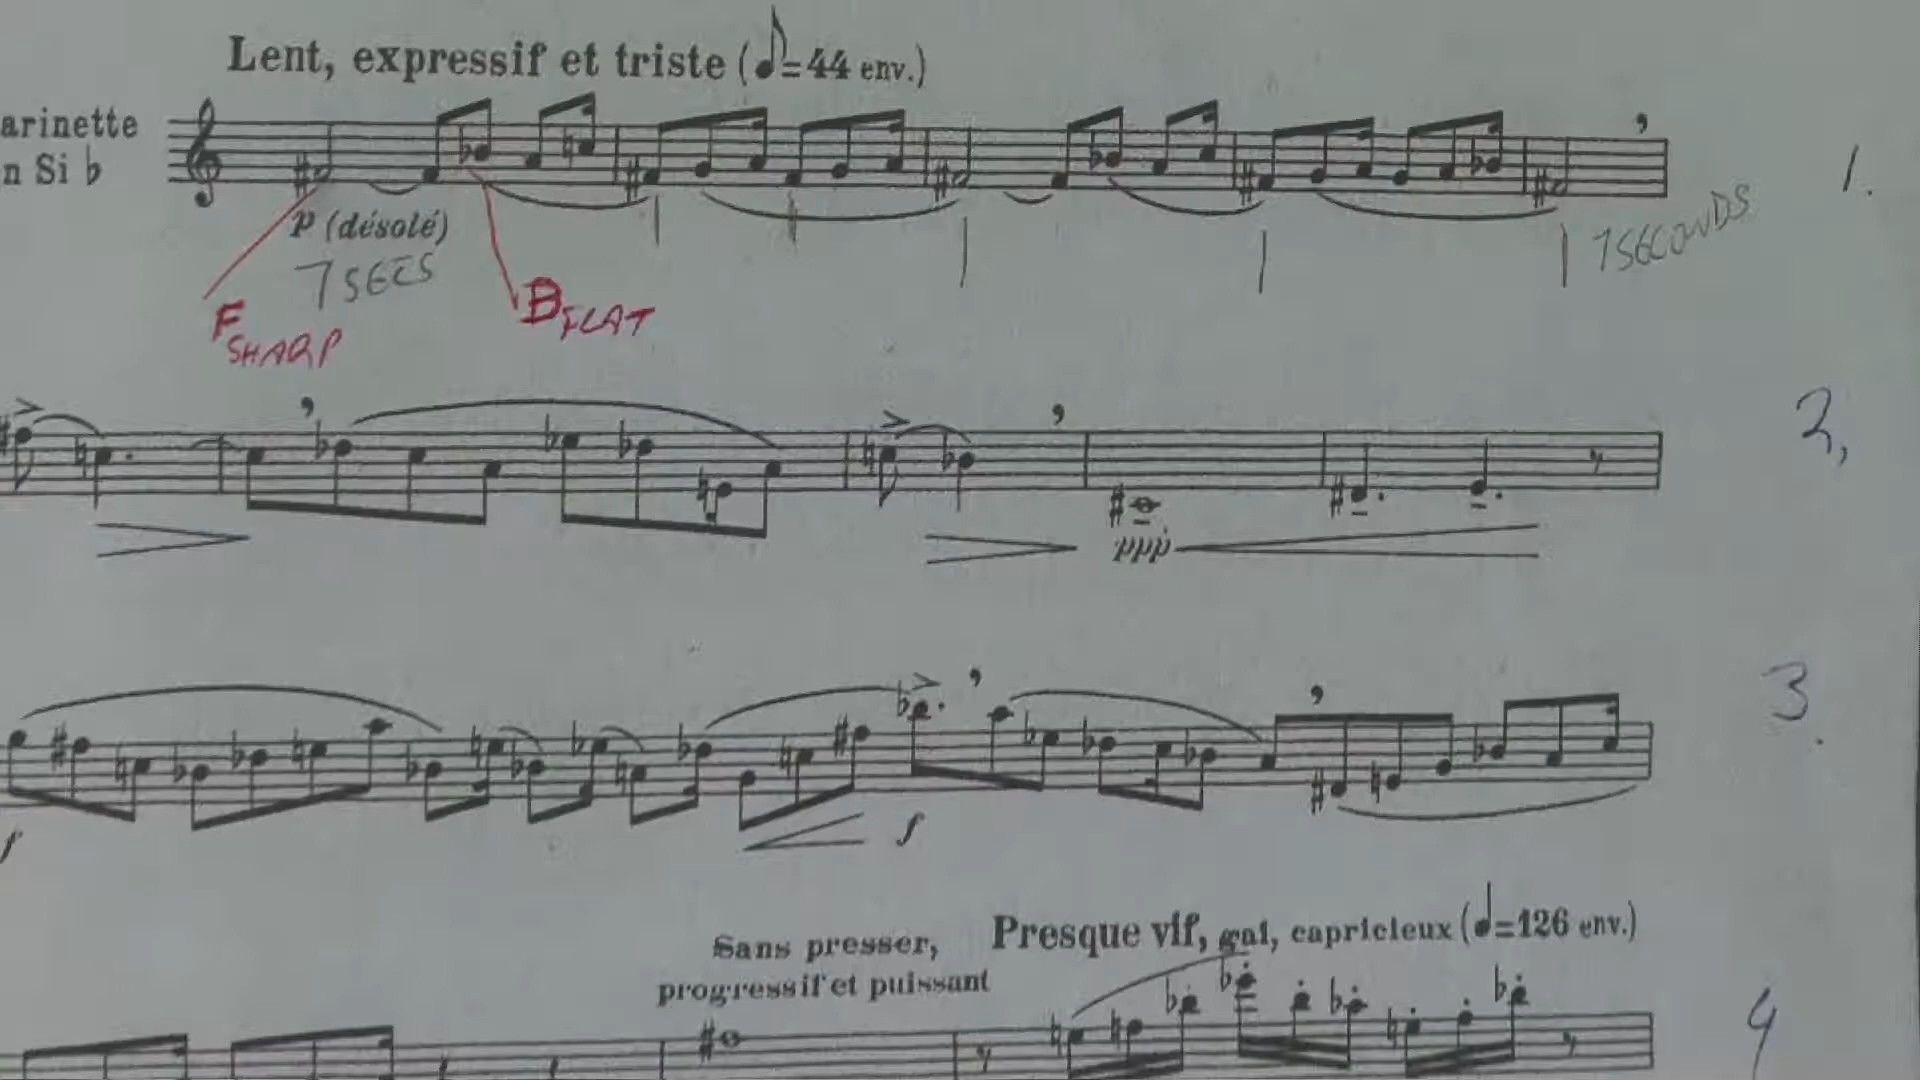 Lent, expressif et triste (♪=44 env.)
arinette
n Si ♭
p (désolé)
7 SECS
7 SECONDS
1.
F
SHARP
B FLAT
2,
ppp
3.
f
f
Sans presser,
progressif et puissant
Presque vif, gai, capricieux (♩=126 env.)
4